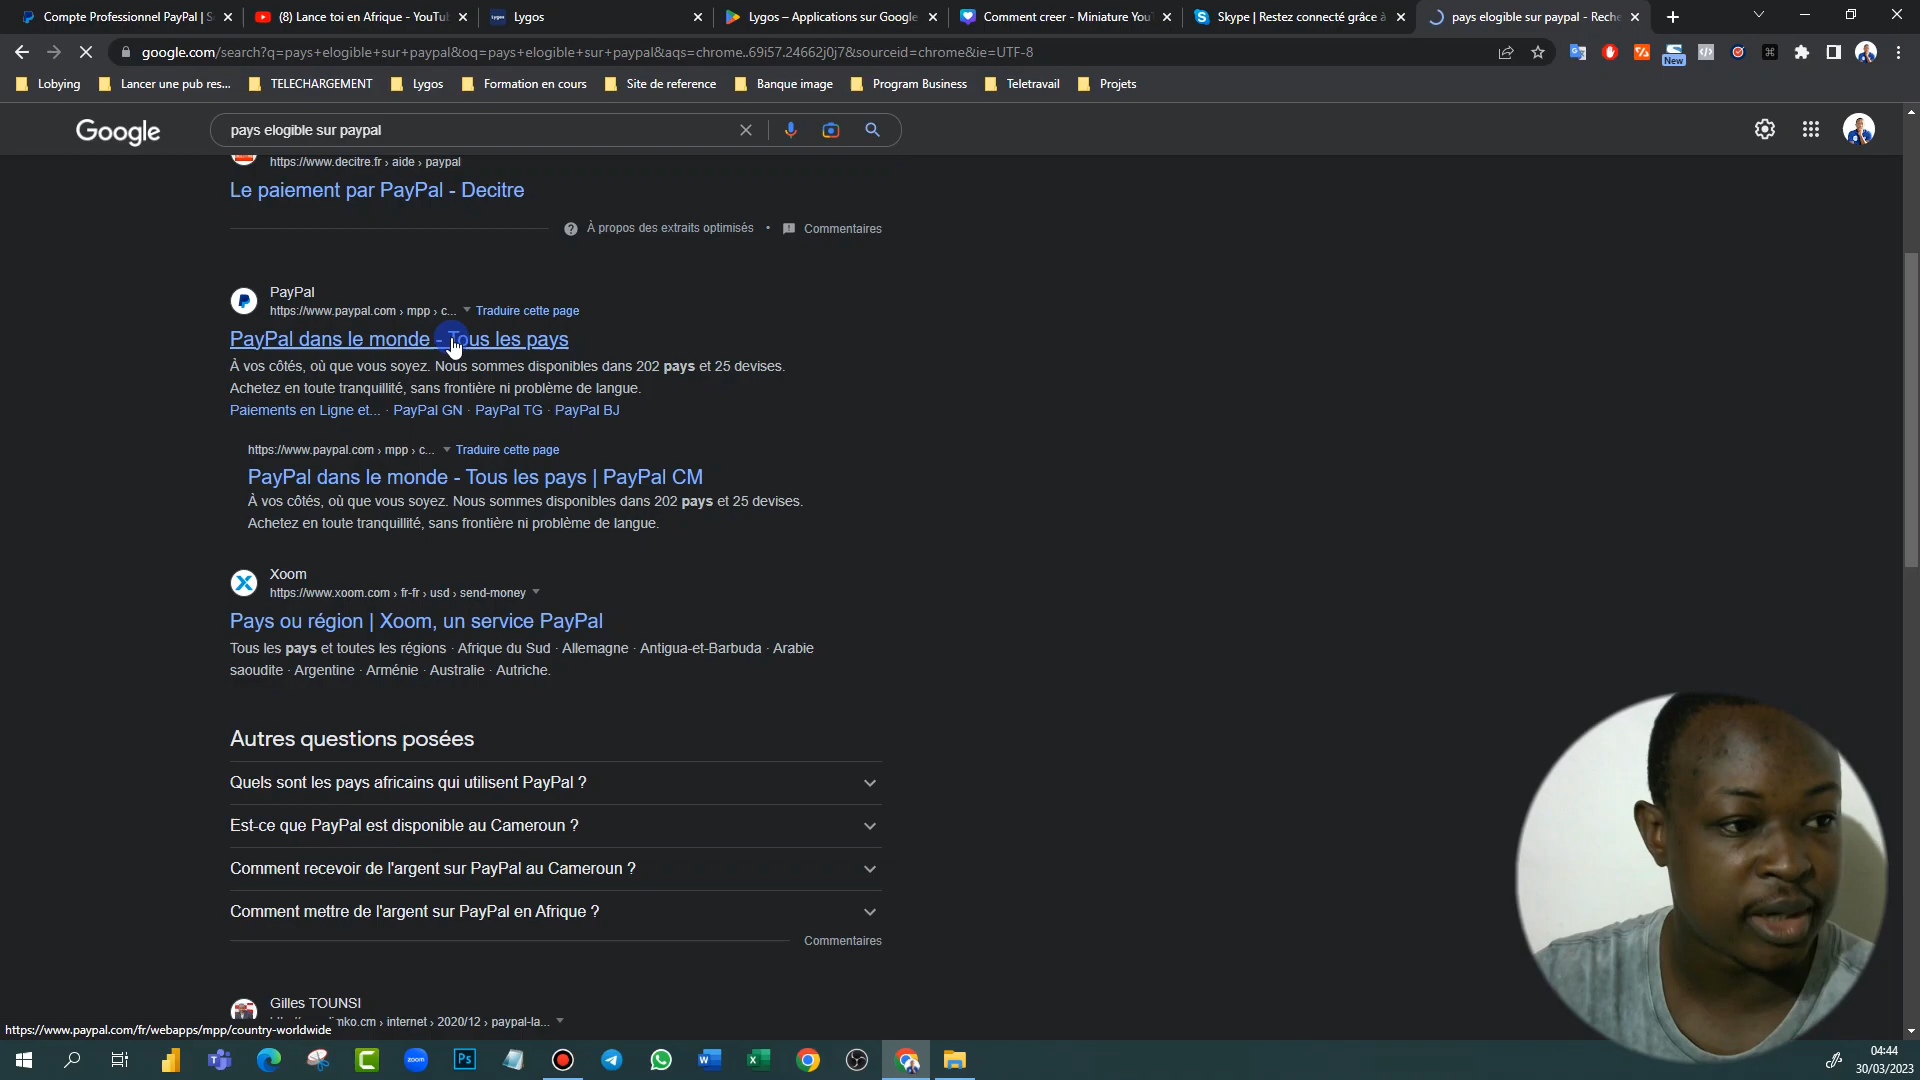 Compte Professionnel PayPal | S
(8) Lance toi en Afrique - YouTu
Lygos
Lygos – Applications sur Google
Comment creer - Miniature You
Skype | Restez connecté grâce à
pays elogible sur paypal - Reche
google.com/search?q=pays+elogible+sur+paypal&oq=pays+elogible+sur+paypal&aqs=chrome..69i57.24662j0j7&sourceid=chrome&ie=UTF-8
New
Lobying
Lancer une pub res...
TELECHARGEMENT
Lygos
Formation en cours
Site de reference
Banque image
Program Business
Teletravail
Projets
Google
pays elogible sur paypal
https://www.decitre.fr › aide › paypal
Le paiement par PayPal - Decitre
À propos des extraits optimisés • Commentaires
PayPal
https://www.paypal.com › mpp › c... Traduire cette page
PayPal dans le monde - Tous les pays
À vos côtés, où que vous soyez. Nous sommes disponibles dans 202 pays et 25 devises.
Achetez en toute tranquillité, sans frontière ni problème de langue.
Paiements en Ligne et... · PayPal GN · PayPal TG · PayPal BJ
https://www.paypal.com › mpp › c... Traduire cette page
PayPal dans le monde - Tous les pays | PayPal CM
À vos côtés, où que vous soyez. Nous sommes disponibles dans 202 pays et 25 devises.
Achetez en toute tranquillité, sans frontière ni problème de langue.
Xoom
https://www.xoom.com › fr-fr › usd › send-money
Pays ou région | Xoom, un service PayPal
Tous les pays et toutes les régions · Afrique du Sud · Allemagne · Antigua-et-Barbuda · Arabie
saoudite · Argentine · Arménie · Australie · Autriche.
Autres questions posées
Quels sont les pays africains qui utilisent PayPal ?
Est-ce que PayPal est disponible au Cameroun ?
Comment recevoir de l'argent sur PayPal au Cameroun ?
Comment mettre de l'argent sur PayPal en Afrique ?
Commentaires
Gilles TOUNSI
mko.cm › internet › 2020/12 › paypal-la...
https://www.paypal.com/fr/webapps/mpp/country-worldwide
zoom
Ps
04:44
30/03/2023